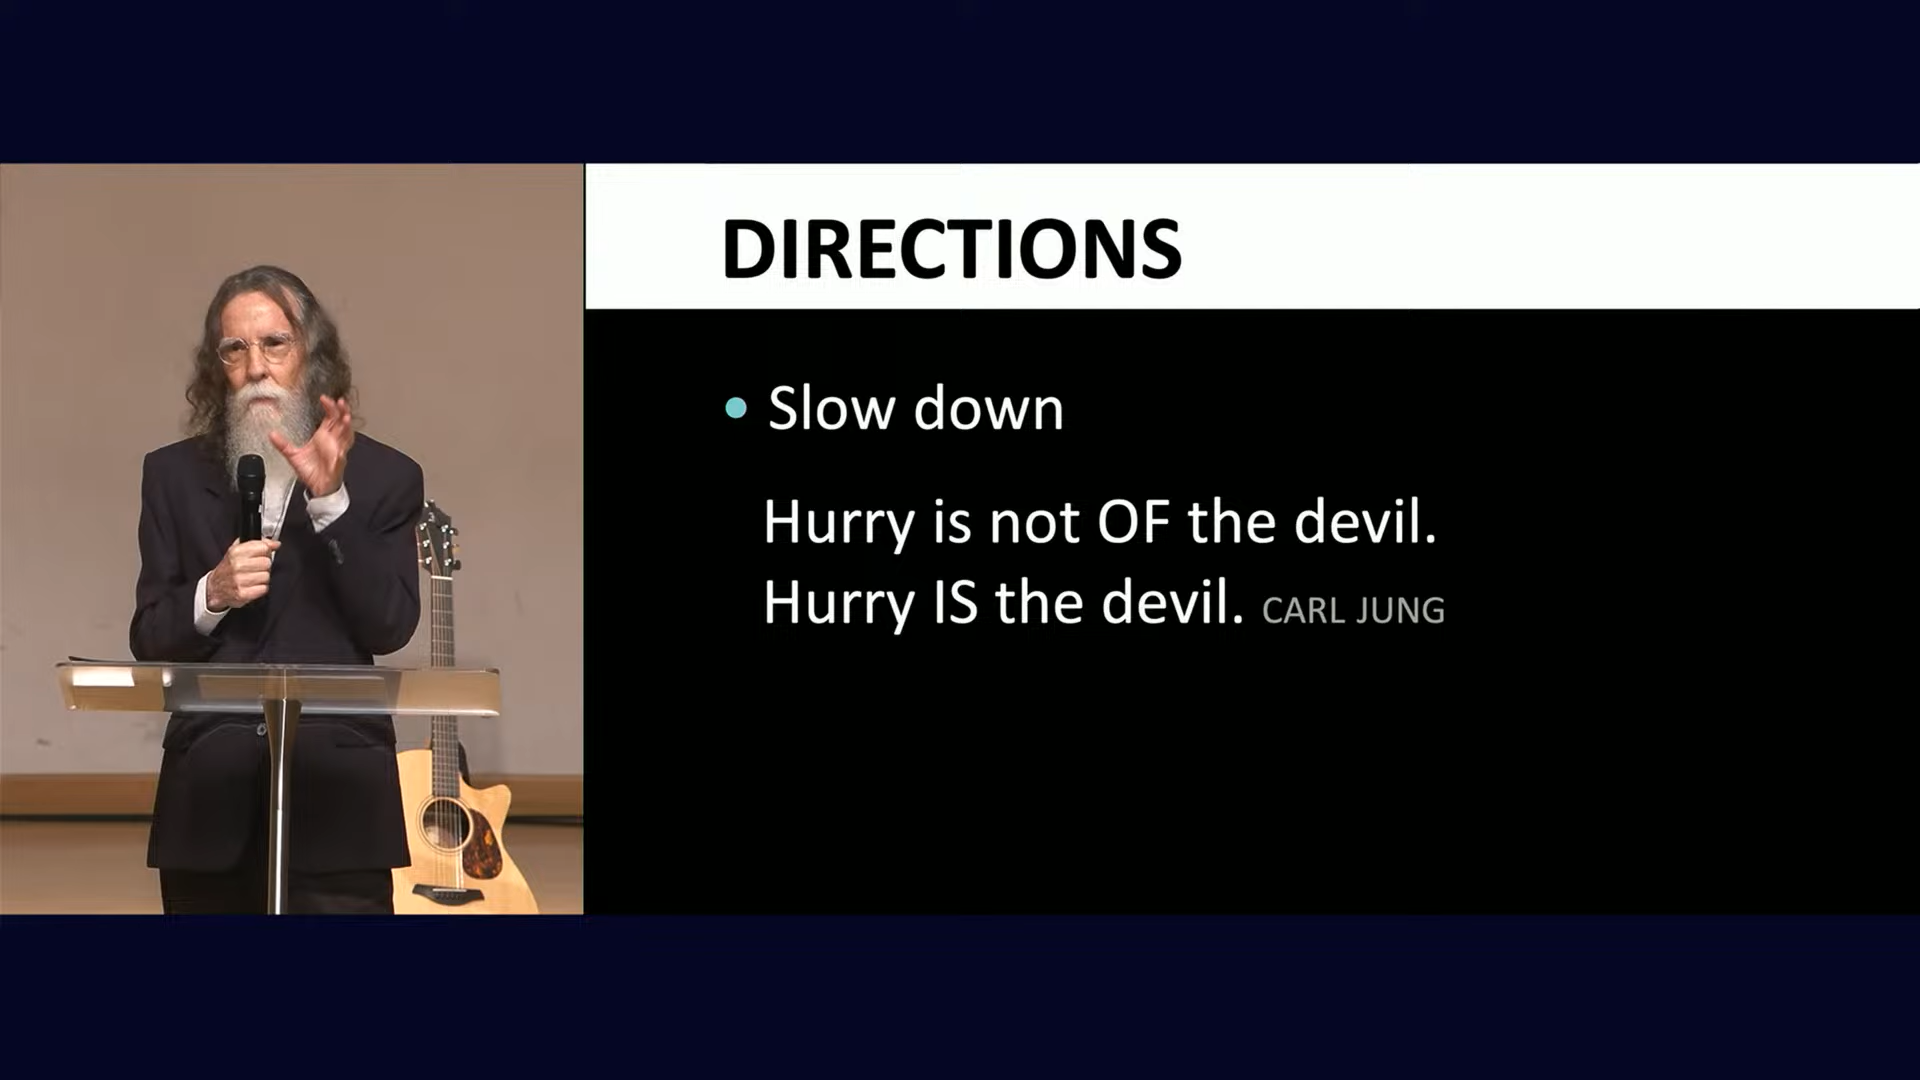 DIRECTIONS
• Slow down
Hurry is not OF the devil.
Hurry IS the devil. CARL JUNG